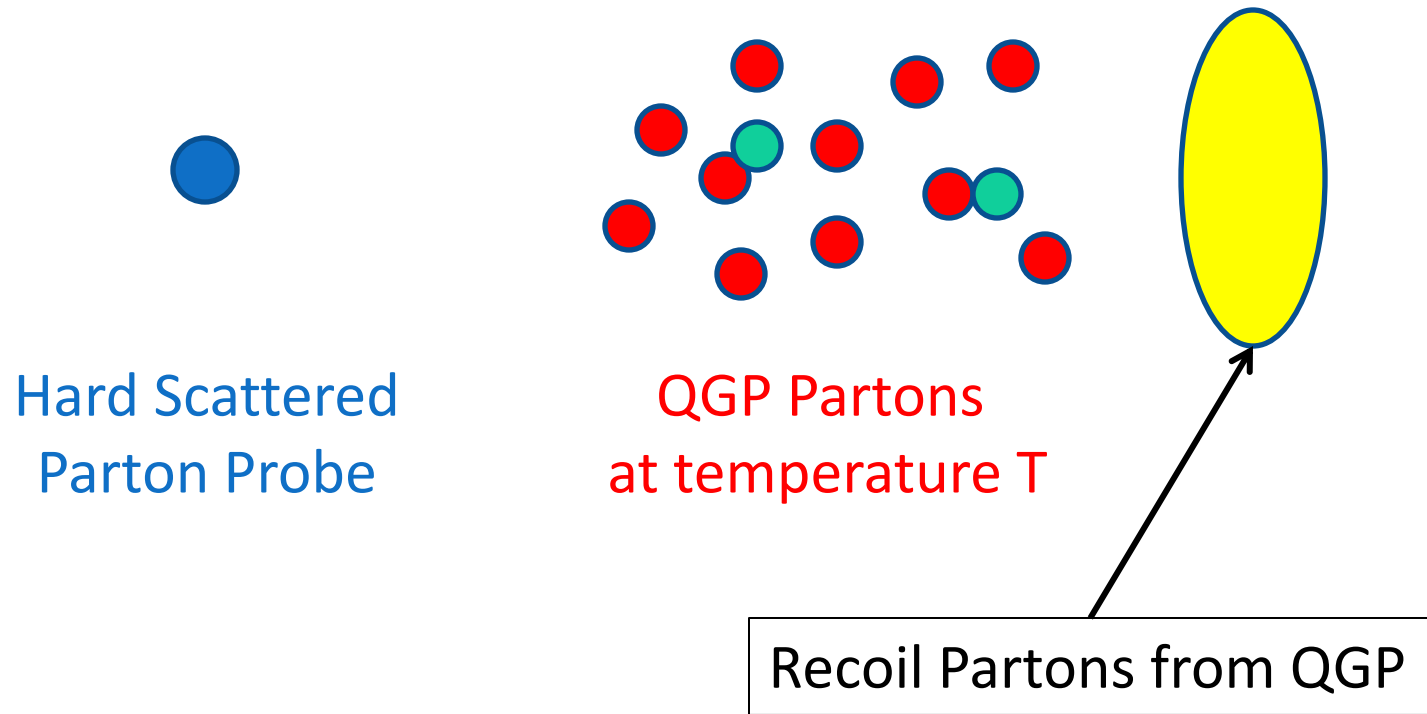 Hard Scattered
Parton Probe
QGP Partons
at temperature T
Recoil Partons from QGP